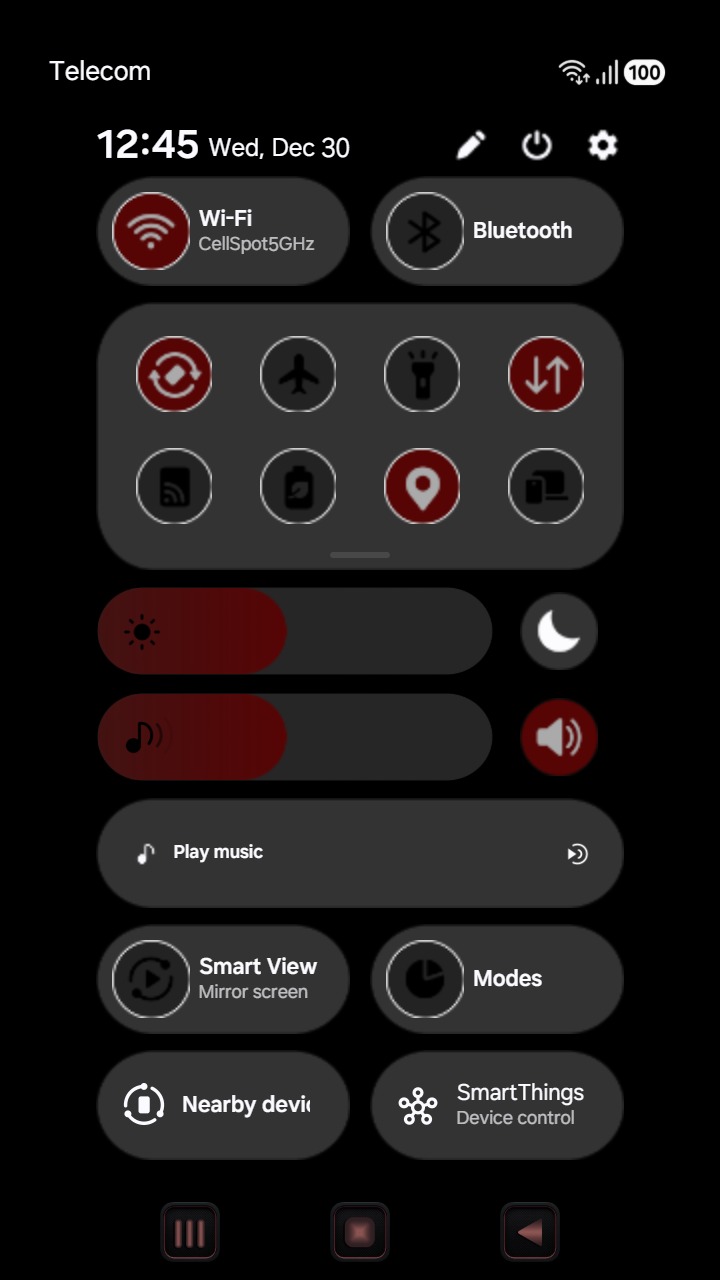 Telecom
100
12:45 Wed, Dec 30
Wi-Fi
CellSpot5GHz
Bluetooth
Play music
Smart View
Mirror screen
Modes
Nearby devi
SmartThings
Device control